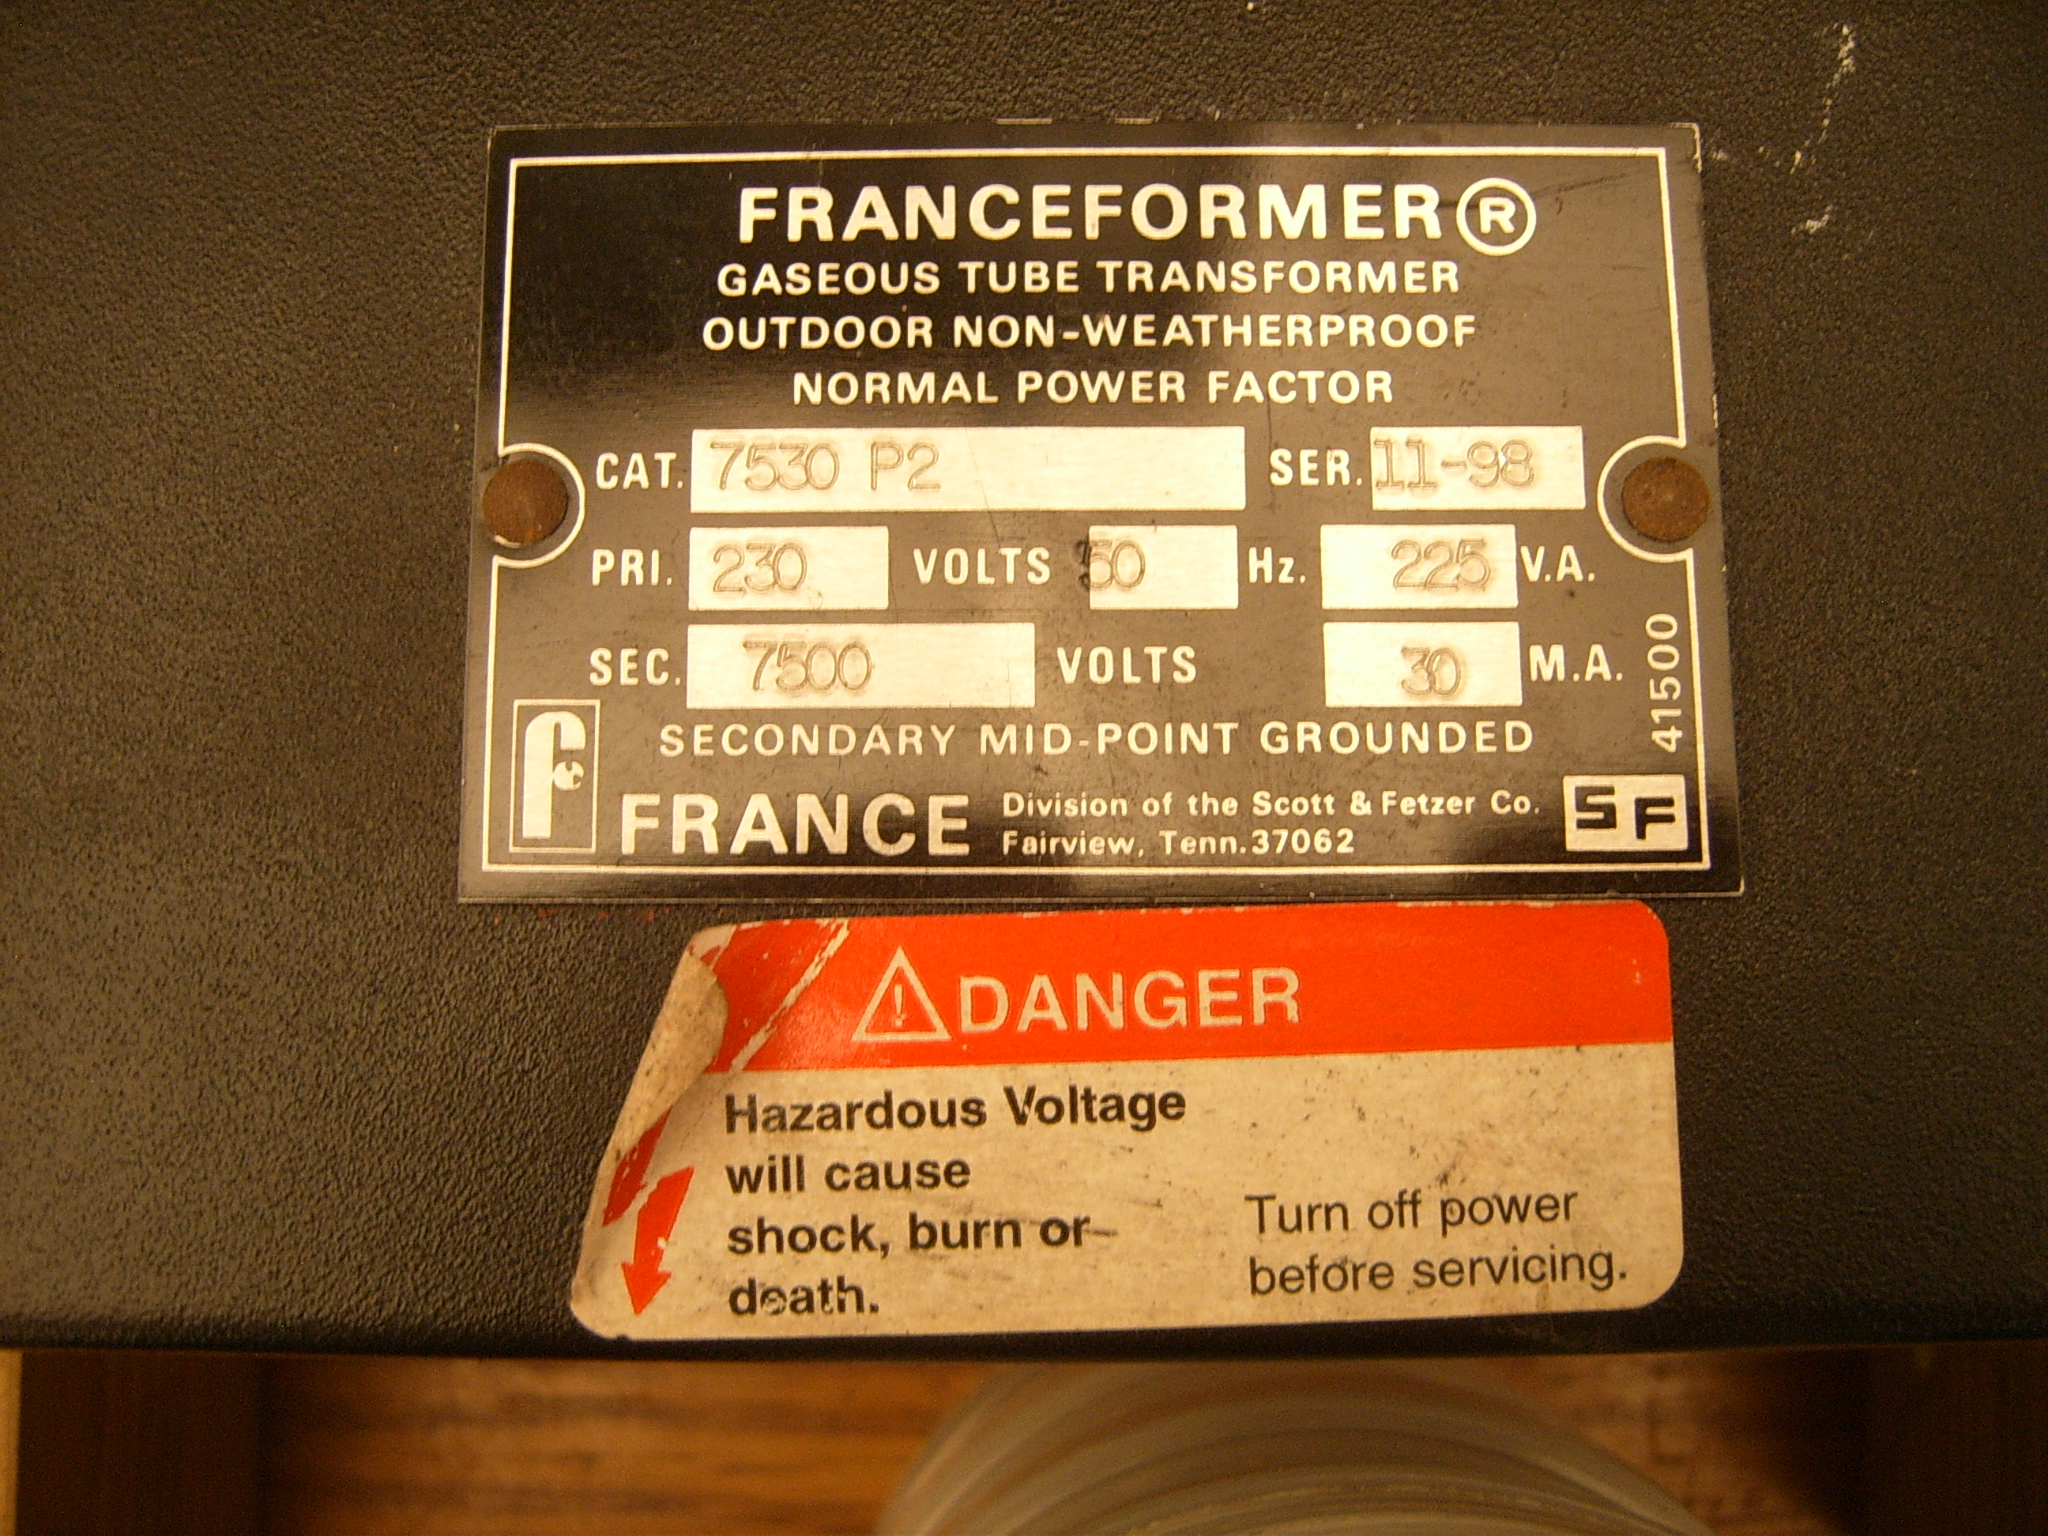 FRANCEFORMER®
GASEOUS TUBE TRANSFORMER
OUTDOOR NON-WEATHERPROOF
NORMAL POWER FACTOR
CAT. 7530 P2 SER. 11-98
PRI. 230 VOLTS 50 Hz. 225 V.A.
SEC. 7500 VOLTS 30 M.A.
41500
SECONDARY MID-POINT GROUNDED
FRANCE Division of the Scott & Fetzer Co.
Fairview, Tenn. 37062
SF
DANGER
Hazardous Voltage
will cause
shock, burn or
death.
Turn off power
before servicing.